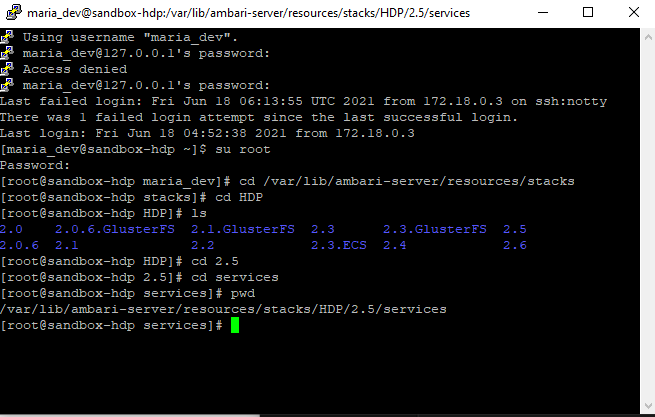 maria_dev@sandbox-hdp:/var/lib/ambari-server/resources/stacks/HDP/2.5/services
Using username "maria_dev".
maria_dev@127.0.0.1's password:
Access denied
maria_dev@127.0.0.1's password:
Last failed login: Fri Jun 18 06:13:55 UTC 2021 from 172.18.0.3 on ssh:notty
There was 1 failed login attempt since the last successful login.
Last login: Fri Jun 18 04:52:38 2021 from 172.18.0.3
[maria_dev@sandbox-hdp ~]$ su root
Password:
[root@sandbox-hdp maria_dev]# cd /var/lib/ambari-server/resources/stacks
[root@sandbox-hdp stacks]# cd HDP
[root@sandbox-hdp HDP]# ls
2.0    2.0.6.GlusterFS  2.1.GlusterFS  2.3      2.3.GlusterFS  2.5
2.0.6  2.1              2.2            2.3.ECS  2.4            2.6
[root@sandbox-hdp HDP]# cd 2.5
[root@sandbox-hdp 2.5]# cd services
[root@sandbox-hdp services]# pwd
/var/lib/ambari-server/resources/stacks/HDP/2.5/services
[root@sandbox-hdp services]#